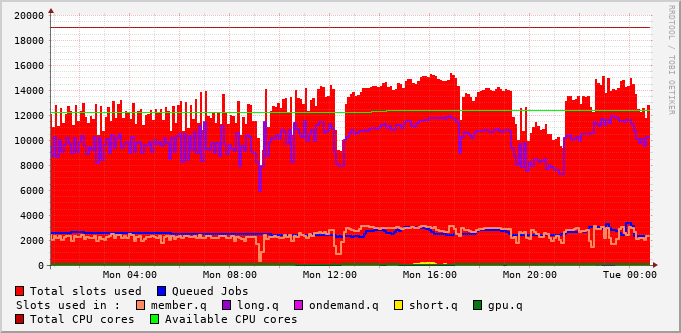 20000
18000
16000
14000
12000
10000
8000
6000
4000
2000
0
Mon 04:00 Mon 08:00 Mon 12:00 Mon 16:00 Mon 20:00 Tue 00:00
RRDTOOL / TOBI OETIKER
Total slots used Queued Jobs
Slots used in : member.q long.q ondemand.q short.q gpu.q
Total CPU cores Available CPU cores